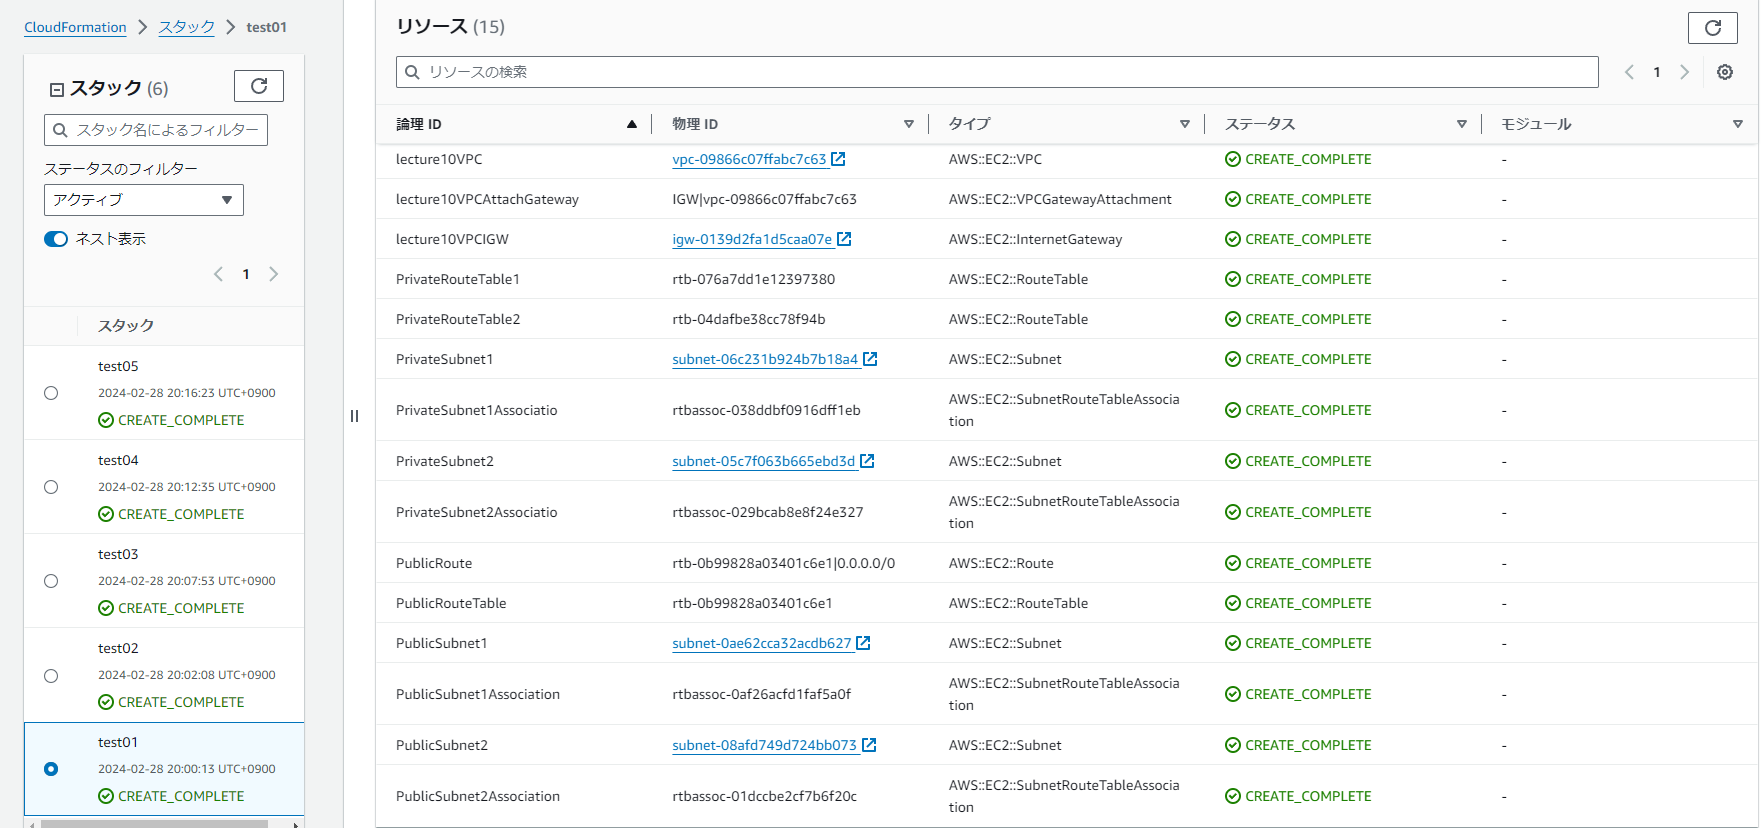 CloudFormation > スタック > test01
スタック (6)
スタック名によるフィルター
ステータスのフィルター
アクティブ
ネスト表示
1
スタック
test05
2024-02-28 20:16:23 UTC+0900
CREATE_COMPLETE
test04
2024-02-28 20:12:35 UTC+0900
CREATE_COMPLETE
test03
2024-02-28 20:07:53 UTC+0900
CREATE_COMPLETE
test02
2024-02-28 20:02:08 UTC+0900
CREATE_COMPLETE
test01
2024-02-28 20:00:13 UTC+0900
CREATE_COMPLETE
リソース (15)
リソースの検索
1
論理 ID 物理 ID タイプ ステータス モジュール
lecture10VPC vpc-09866c07ffabc7c63 AWS::EC2::VPC CREATE_COMPLETE -
lecture10VPCAttachGateway IGW|vpc-09866c07ffabc7c63 AWS::EC2::VPCGatewayAttachment CREATE_COMPLETE -
lecture10VPCIGW igw-0139d2fa1d5caa07e AWS::EC2::InternetGateway CREATE_COMPLETE -
PrivateRouteTable1 rtb-076a7dd1e12397380 AWS::EC2::RouteTable CREATE_COMPLETE -
PrivateRouteTable2 rtb-04dafbe38cc78f94b AWS::EC2::RouteTable CREATE_COMPLETE -
PrivateSubnet1 subnet-06c231b924b7b18a4 AWS::EC2::Subnet CREATE_COMPLETE -
PrivateSubnet1Associatio rtbassoc-038ddbf0916dff1eb AWS::EC2::SubnetRouteTableAssocia
tion CREATE_COMPLETE -
PrivateSubnet2 subnet-05c7f063b665ebd3d AWS::EC2::Subnet CREATE_COMPLETE -
PrivateSubnet2Associatio rtbassoc-029bcab8e8f24e327 AWS::EC2::SubnetRouteTableAssocia
tion CREATE_COMPLETE -
PublicRoute rtb-0b99828a03401c6e1|0.0.0.0/0 AWS::EC2::Route CREATE_COMPLETE -
PublicRouteTable rtb-0b99828a03401c6e1 AWS::EC2::RouteTable CREATE_COMPLETE -
PublicSubnet1 subnet-0ae62cca32acdb627 AWS::EC2::Subnet CREATE_COMPLETE -
PublicSubnet1Association rtbassoc-0af26acfd1faf5a0f AWS::EC2::SubnetRouteTableAssocia
tion CREATE_COMPLETE -
PublicSubnet2 subnet-08afd749d724bb073 AWS::EC2::Subnet CREATE_COMPLETE -
PublicSubnet2Association rtbassoc-01dccbe2cf7b6f20c AWS::EC2::SubnetRouteTableAssocia
tion CREATE_COMPLETE -